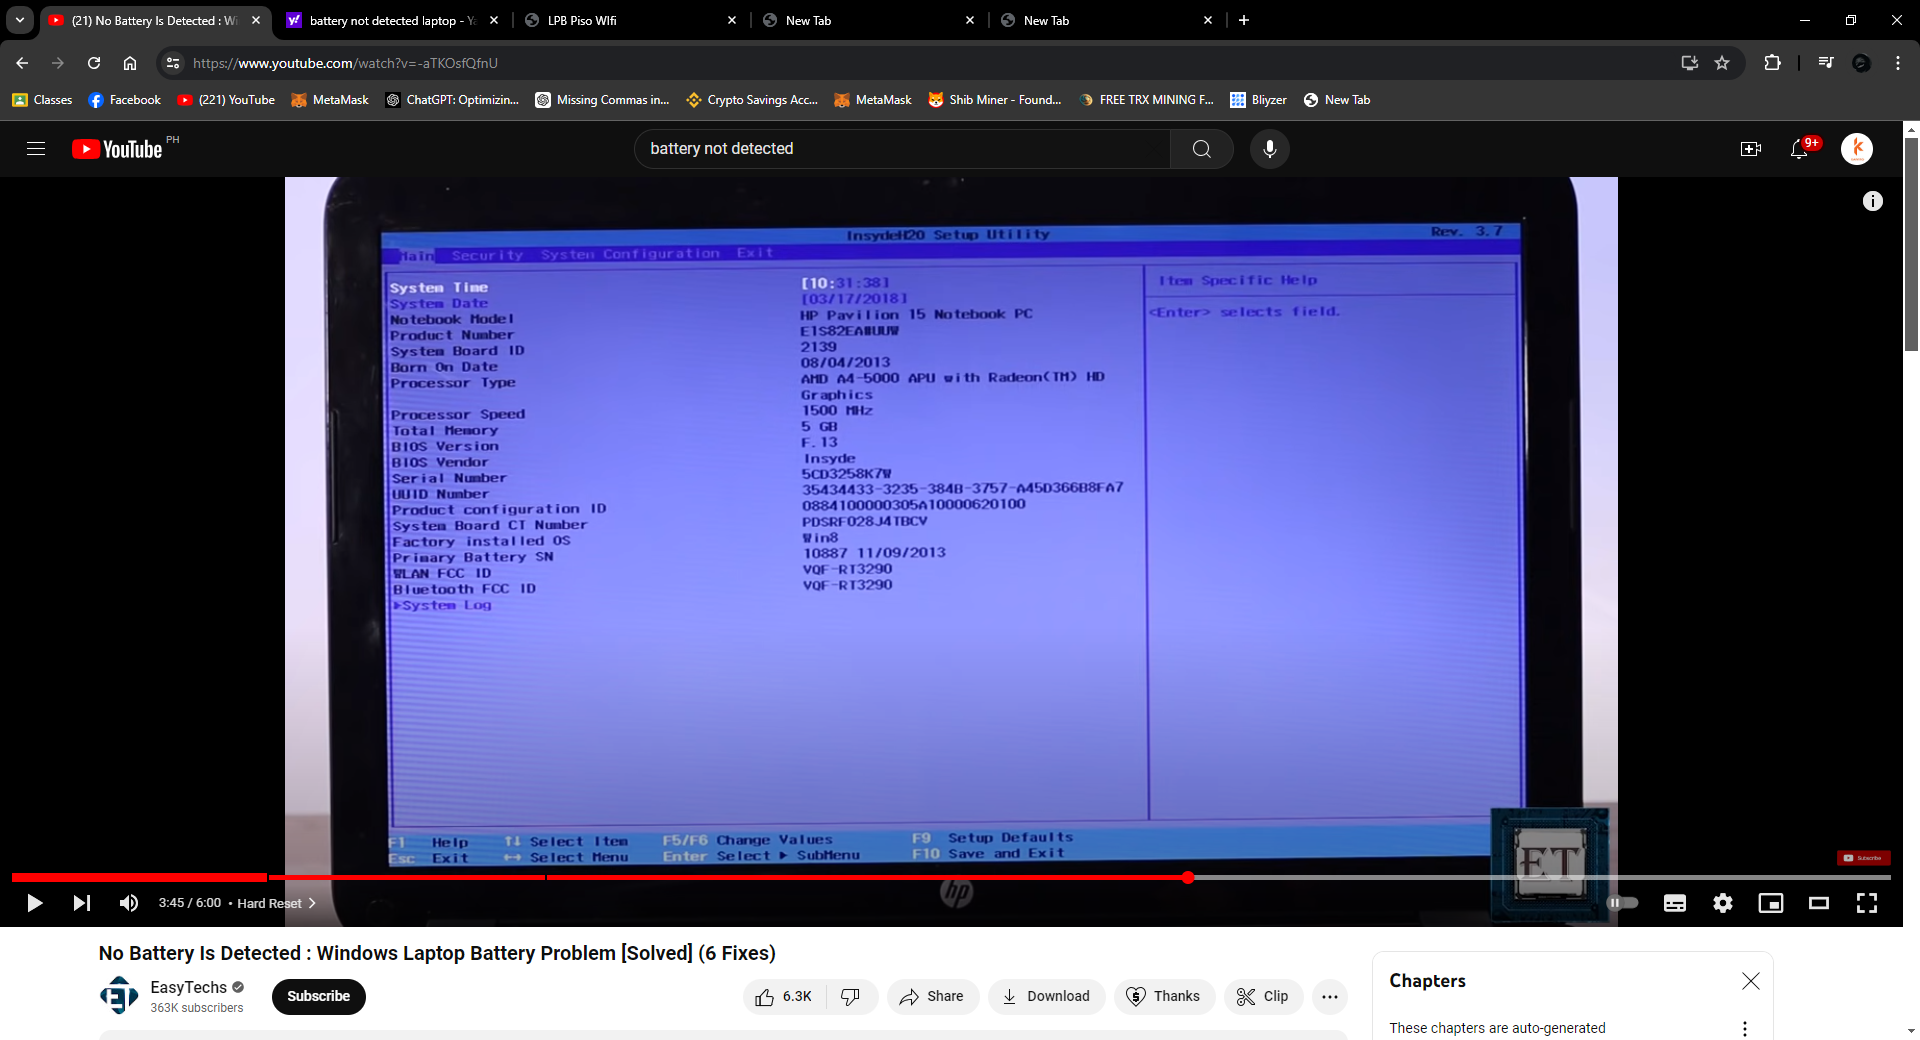 (21) No Battery Is Detected : Wi
battery not detected laptop - Ya
LPB Piso WIfi
New Tab
New Tab
https://www.youtube.com/watch?v=-aTKOsfQfnU
Classes
Facebook
(221) YouTube
MetaMask
ChatGPT: Optimizin...
Missing Commas in...
Crypto Savings Acc...
MetaMask
Shib Miner - Found...
FREE TRX MINING F...
Bliyzer
New Tab
YouTube PH
battery not detected
9+
InsydeH20 Setup Utility Rev. 3.7
Main Security System Configuration Exit
System Time [10:31:38]
System Date [03/17/2018]
Notebook Model HP Pavilion 15 Notebook PC
Product Number E1S82EA#UUW
System Board ID 2139
Born On Date 08/04/2013
Processor Type AMD A4-5000 APU with Radeon(TM) HD
Graphics
Processor Speed 1500 MHz
Total Memory 5 GB
BIOS Version F.13
BIOS Vendor Insyde
Serial Number 5CD3258K7W
UUID Number 35434433-3235-384B-3757-A45D366B8FA7
Product configuration ID 0884100000305A10000620100
System Board CT Number PDSRF028J4TBCV
Factory installed OS Win8
Primary Battery SN 10887 11/09/2013
WLAN FCC ID VQF-RT3290
Bluetooth FCC ID VQF-RT3290
System Log
Item Specific Help
<Enter> selects field.
F1 Help ↑↓ Select Item F5/F6 Change Values F9 Setup Defaults
Esc Exit ↔ Select Menu Enter Select ▶ SubMenu F10 Save and Exit
hp
ET
Subscribe
3:45 / 6:00 • Hard Reset
No Battery Is Detected : Windows Laptop Battery Problem [Solved] (6 Fixes)
EasyTechs
363K subscribers
Subscribe
6.3K
Share
Download
Thanks
Clip
Chapters
These chapters are auto-generated